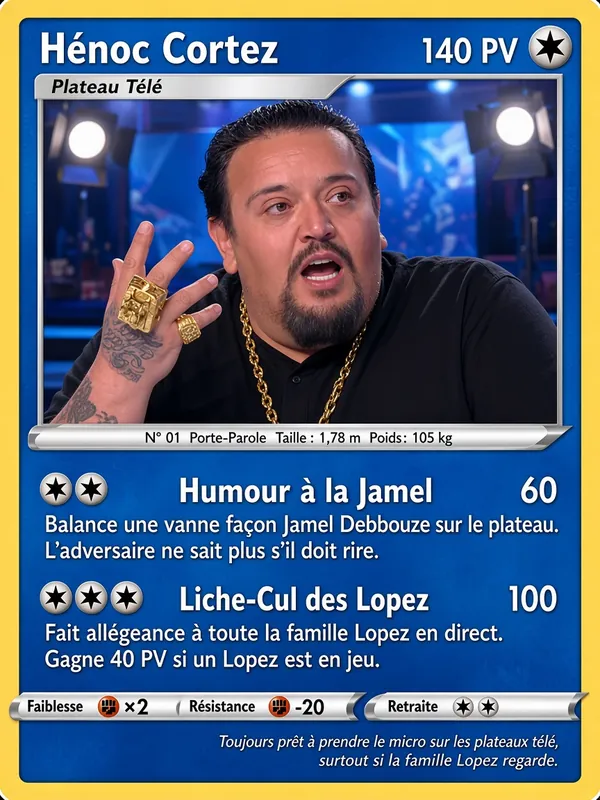 Hénoc Cortez
140 PV
Plateau Télé
N° 01 Porte-Parole Taille : 1,78 m Poids: 105 kg
Humour à la Jamel 60
Balance une vanne façon Jamel Debbouze sur le plateau.
L’adversaire ne sait plus s’il doit rire.
Liche-Cul des Lopez 100
Fait allégeance à toute la famille Lopez en direct.
Gagne 40 PV si un Lopez est en jeu.
Faiblesse ×2 Résistance -20 Retraite
Toujours prêt à prendre le micro sur les plateaux télé,
surtout si la famille Lopez regarde.